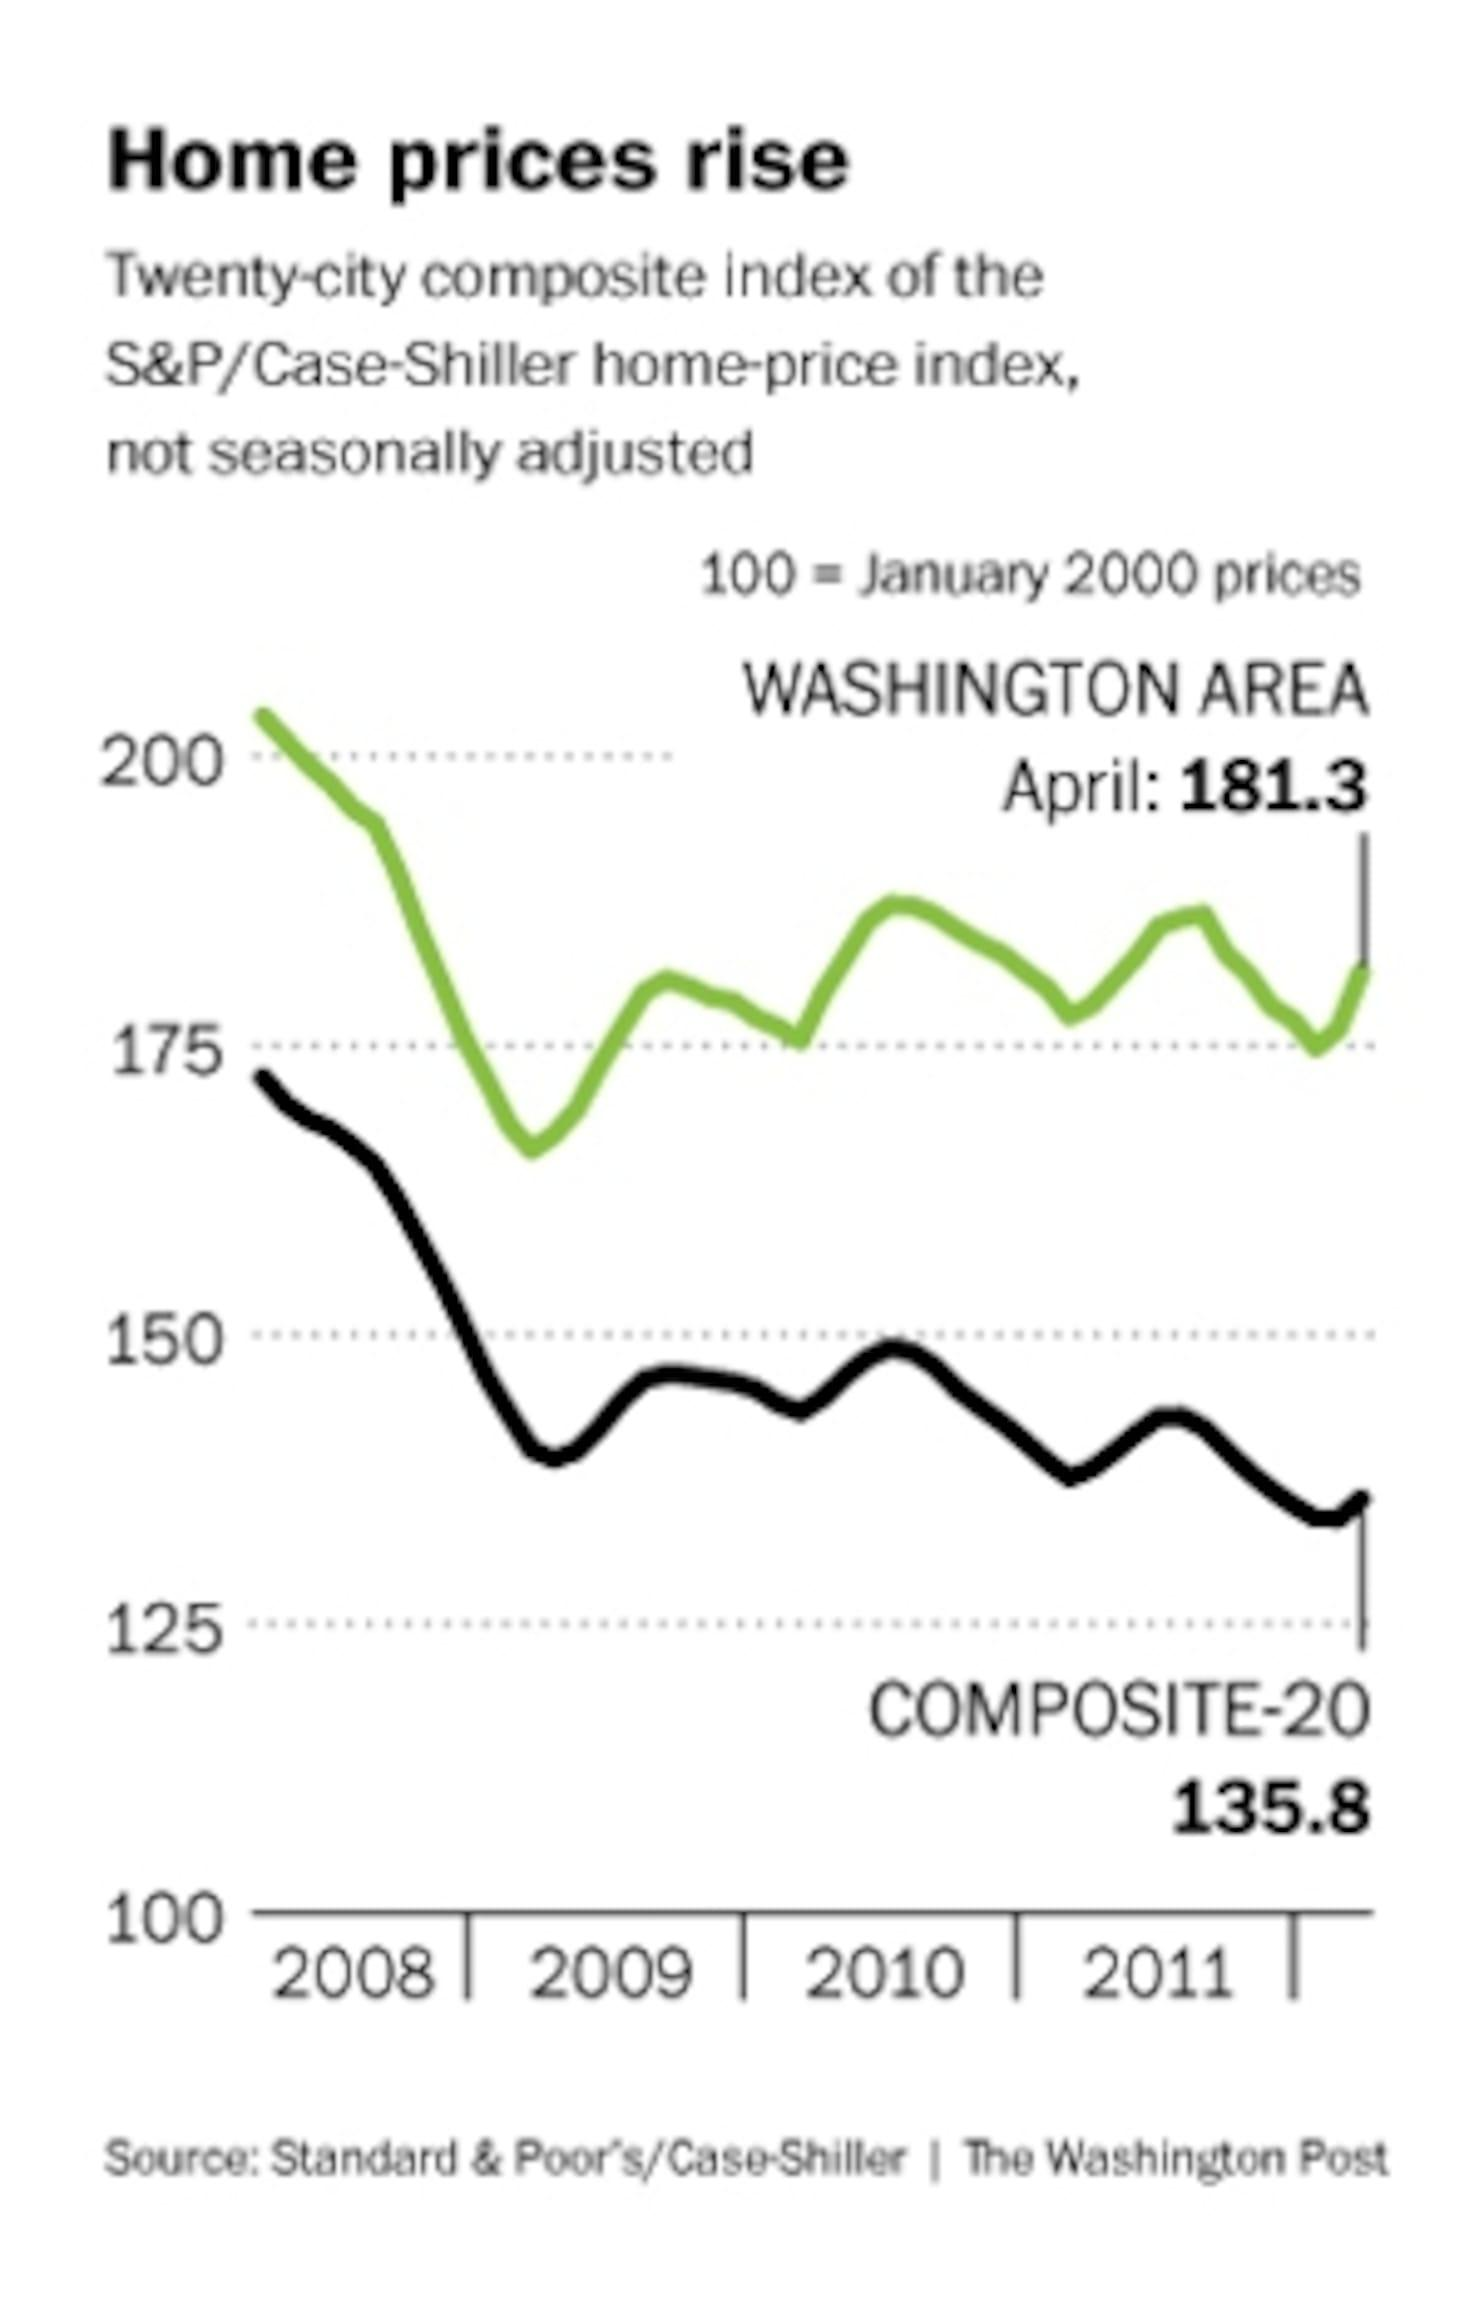 Home prices rise
Twenty-city composite index of the
S&P/Case-Shiller home-price index,
not seasonally adjusted
100 = January 2000 prices
WASHINGTON AREA
200
April: 181.3
175
150
125
COMPOSITE-20
135.8
100
2008 2009 2010 2011
Source: Standard & Poor's/Case-Shiller | The Washington Post